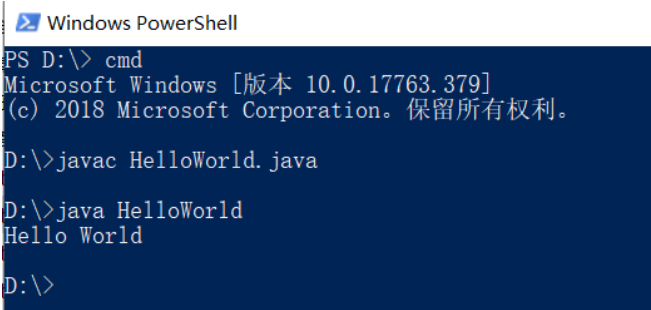 Windows PowerShell
PS D:\> cmd
Microsoft Windows [版本 10.0.17763.379]
(c) 2018 Microsoft Corporation。保留所有权利。
D:\>javac HelloWorld.java
D:\>java HelloWorld
Hello World
D:\>